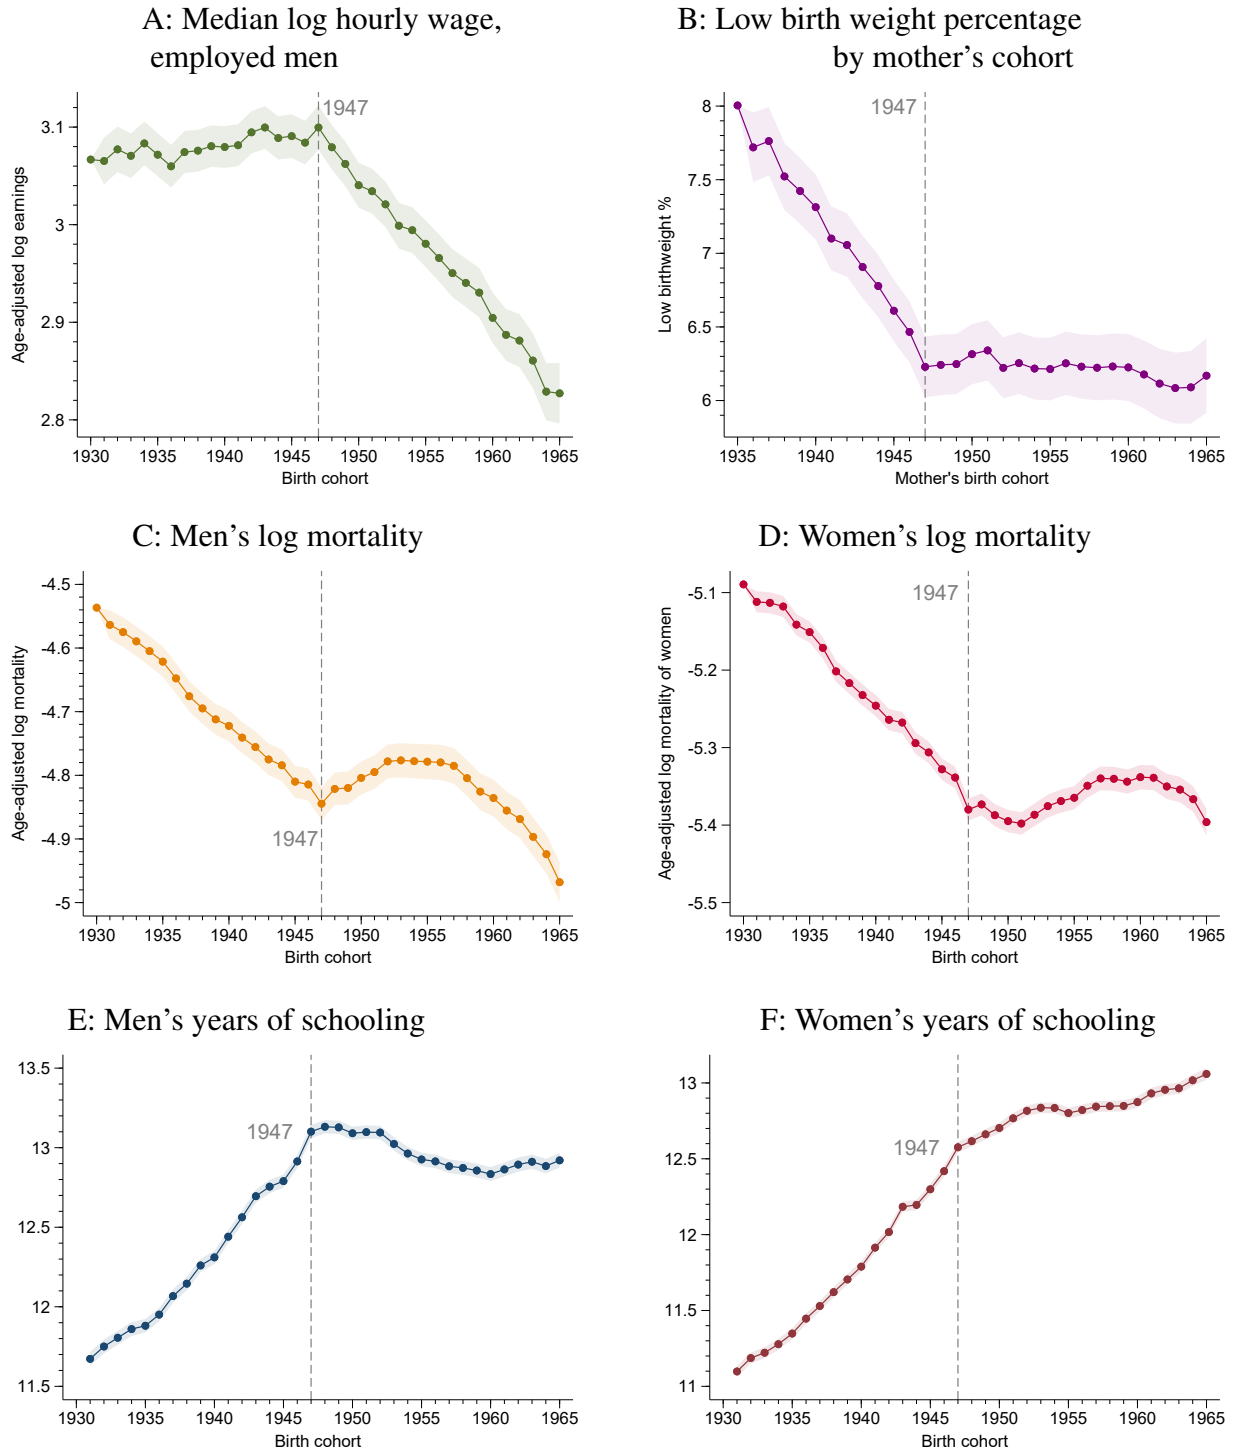 A: Median log hourly wage,
employed men
3.1
3
2.9
2.8
Age-adjusted log earnings
1947
1930 1935 1940 1945 1950 1955 1960 1965
Birth cohort
B: Low birth weight percentage
by mother’s cohort
8
7.5
7
6.5
6
Low birthweight %
1947
1935 1940 1945 1950 1955 1960 1965
Mother's birth cohort
C: Men’s log mortality
-4.5
-4.6
-4.7
-4.8
-4.9
-5
Age-adjusted log mortality
1947
1930 1935 1940 1945 1950 1955 1960 1965
Birth cohort
D: Women’s log mortality
-5.1
-5.2
-5.3
-5.4
-5.5
Age-adjusted log mortality of women
1947
1930 1935 1940 1945 1950 1955 1960 1965
Birth cohort
E: Men’s years of schooling
13.5
13
12.5
12
11.5
1947
1930 1935 1940 1945 1950 1955 1960 1965
Birth cohort
F: Women’s years of schooling
13
12.5
12
11.5
11
1947
1930 1935 1940 1945 1950 1955 1960 1965
Birth cohort